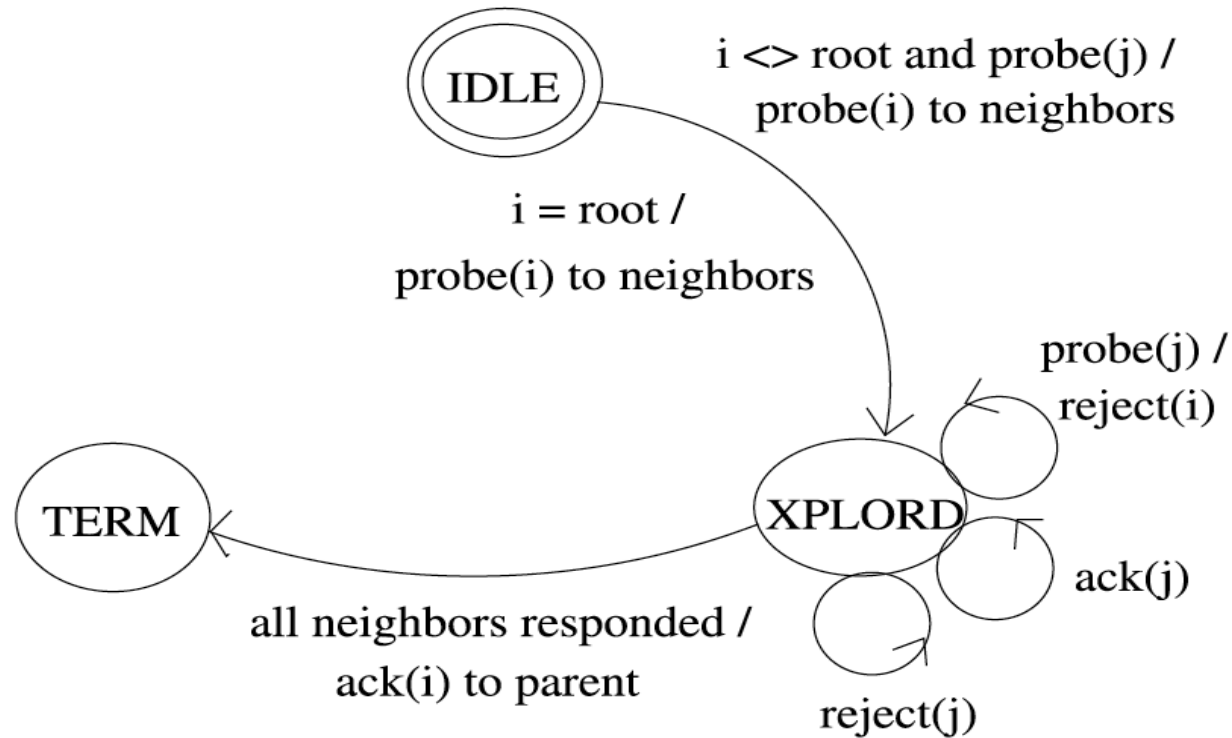 IDLE
i <> root and probe(j) /
probe(i) to neighbors
i = root /
probe(i) to neighbors
probe(j) /
reject(i)
TERM
XPLORD
ack(j)
all neighbors responded /
ack(i) to parent
reject(j)